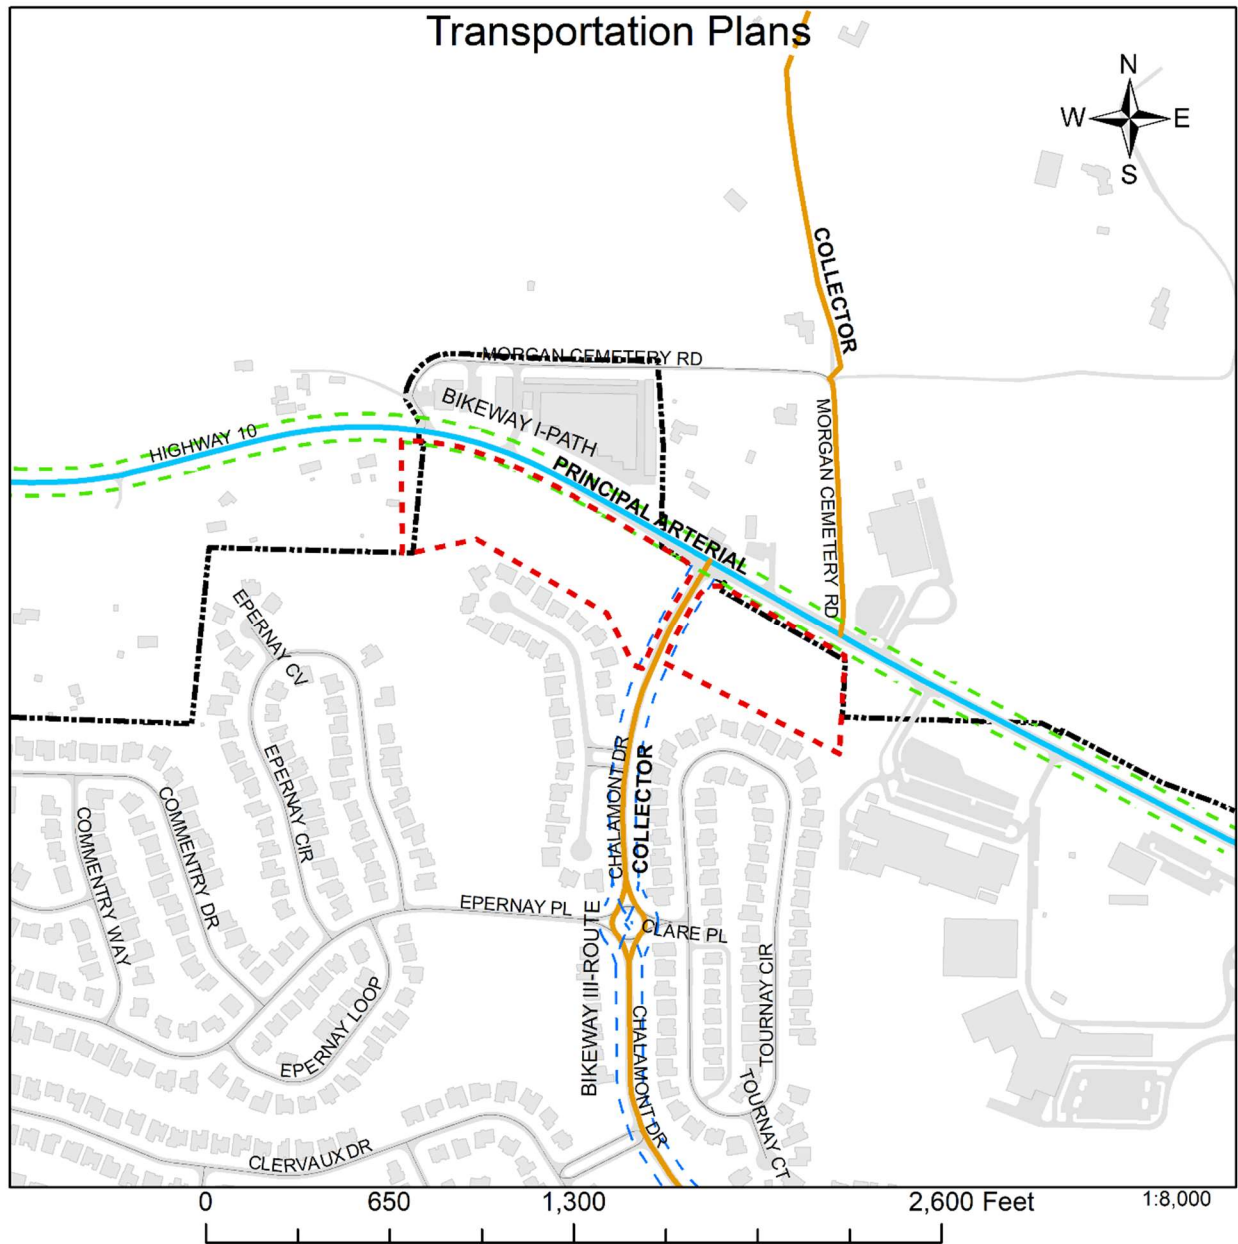 Transportation Plans
N
W E
S
COLLECTOR
MORGAN CEMETERY RD
BIKEWAY I-PATH
HIGHWAY 10
PRINCIPAL ARTERIAL
MORGAN CEMETERY RD
EPERNAY CV
EPERNAY CIR
COMMENTRY DR
COMMENTRY WAY
CHALAMONT DR
COLLECTOR
EPERNAY PL
CLARE PL
BIKEWAY III-ROUTE
TOURNAY CIR
EPERNAY LOOP
CHALAMONT DR
TOURNAY CT
CLERVAUX DR
0 650 1,300 2,600 Feet
1:8,000